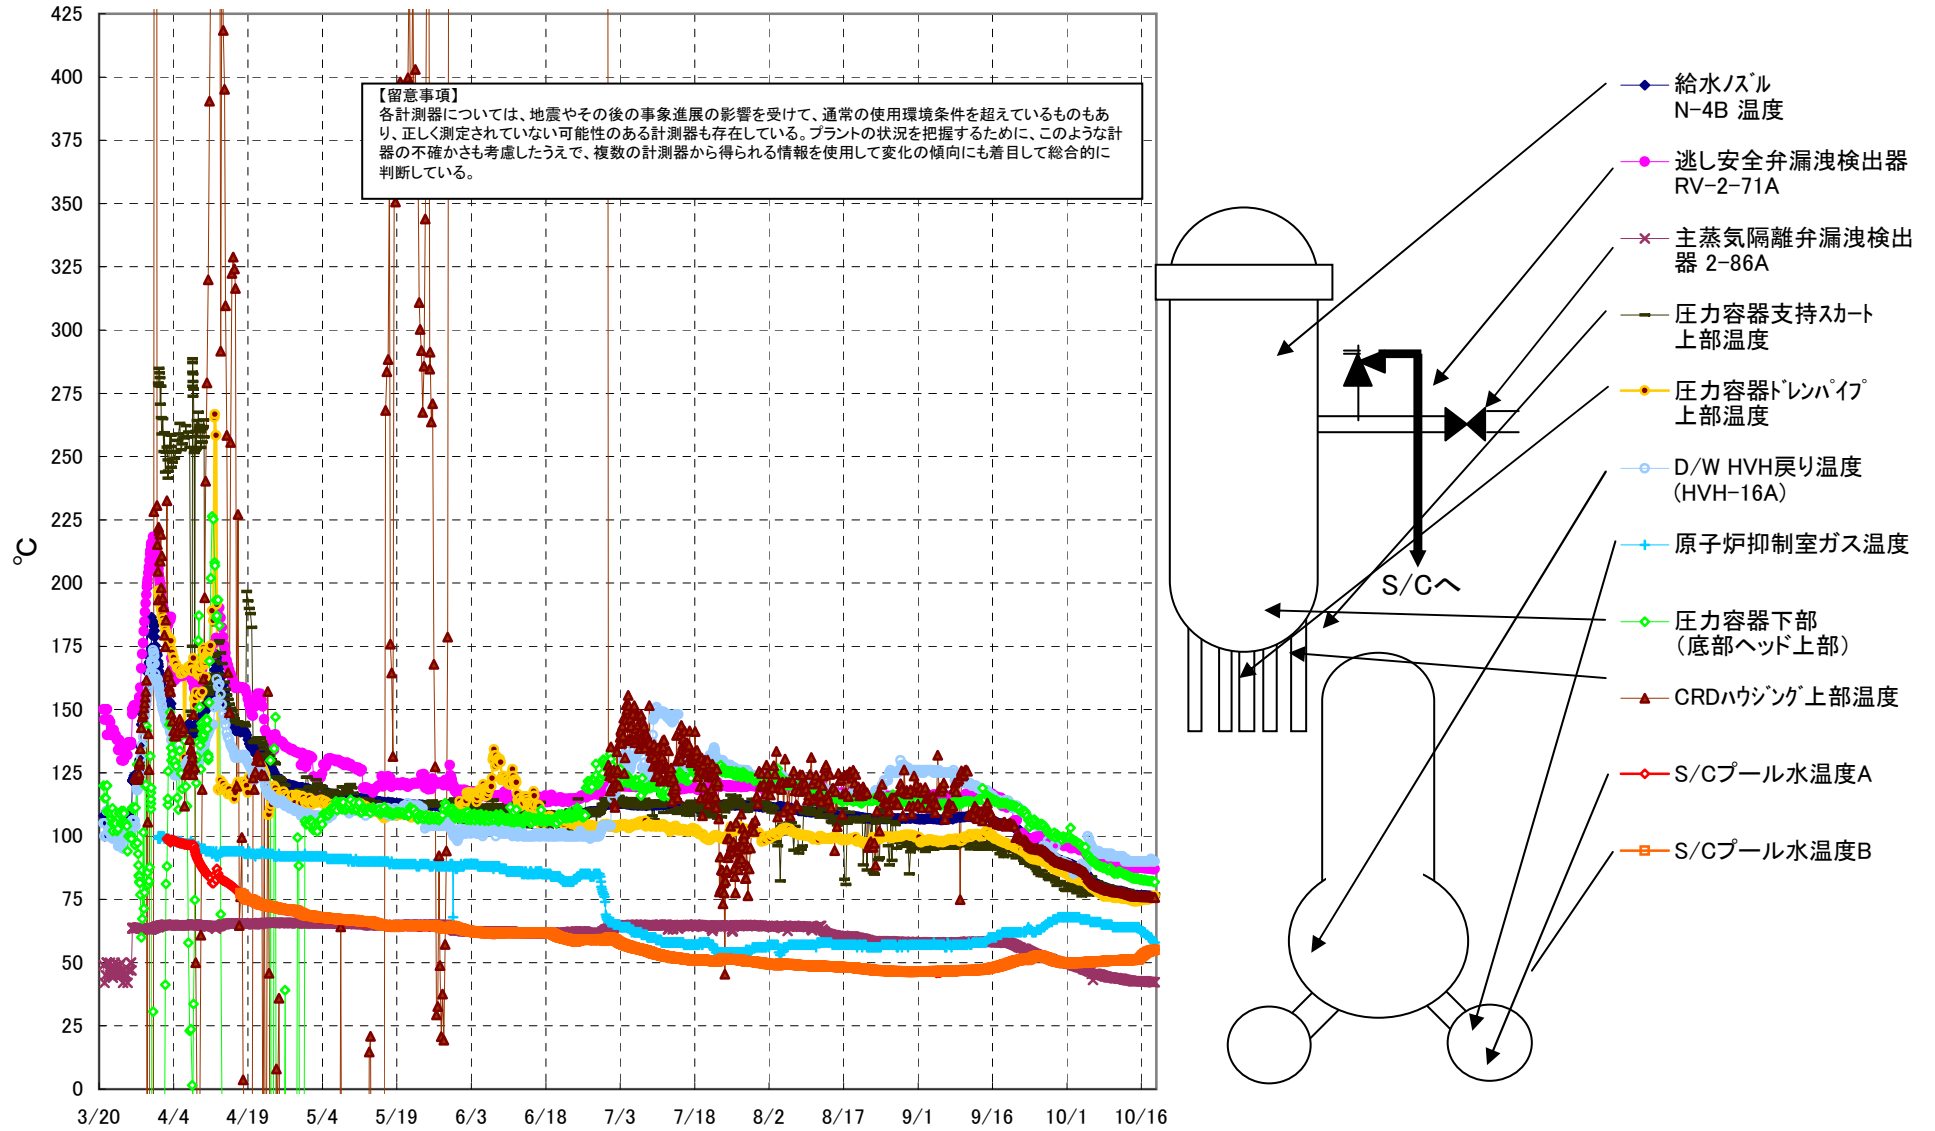 425
400
375
350
325
300
275
250
225
200
175
150
125
100
75
50
25
0
℃
3/20
4/4
4/19
5/4
5/19
6/3
6/18
7/3
7/18
8/2
8/17
9/1
9/16
10/1
10/16
【留意事項】
各計測器については、地震やその後の事象進展の影響を受けて、通常の使用環境条件を超えているものもあ
り、正しく測定されていない可能性のある計測器も存在している。プラントの状況を把握するために、このような計
器の不確かさも考慮したうえで、複数の計測器から得られる情報を使用して変化の傾向にも着目して総合的に
判断している。
S/Cへ
給水ﾉｽﾞﾙ
N-4B 温度
逃し安全弁漏洩検出器
RV-2-71A
主蒸気隔離弁漏洩検出
器 2-86A
圧力容器支持ｽｶｰﾄ
上部温度
圧力容器ﾄﾞﾚﾝﾊﾟｲﾌﾟ
上部温度
D/W HVH戻り温度
(HVH-16A)
原子炉抑制室ガス温度
圧力容器下部
（底部ヘッド上部）
CRDﾊｳｼﾞﾝｸﾞ上部温度
S/Cプール水温度A
S/Cプール水温度B